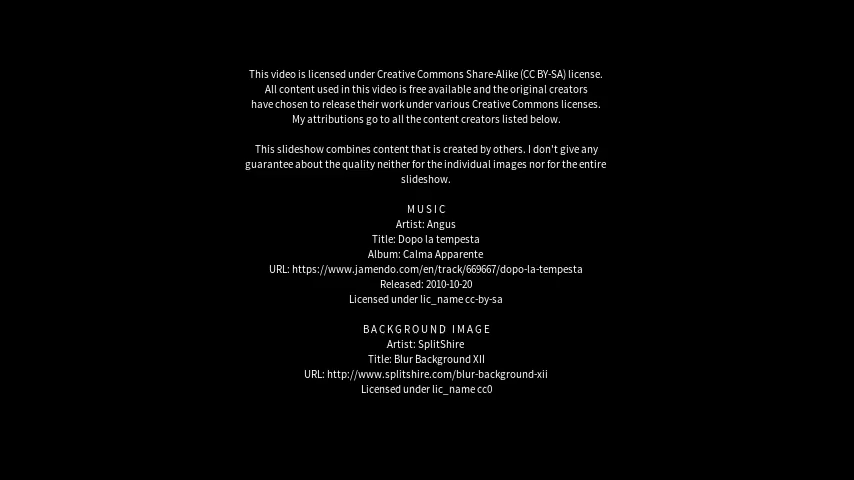 This video is licensed under Creative Commons Share-Alike (CC BY-SA) license.
All content used in this video is free available and the original creators
have chosen to release their work under various Creative Commons licenses.
My attributions go to all the content creators listed below.
This slideshow combines content that is created by others. I don't give any
guarantee about the quality neither for the individual images nor for the entire
slideshow.
MUSIC
Artist: Angus
Title: Dopo la tempesta
Album: Calma Apparente
URL: https://www.jamendo.com/en/track/669667/dopo-la-tempesta
Released: 2010-10-20
Licensed under lic_name cc-by-sa
BACKGROUND IMAGE
Artist: SplitShire
Title: Blur Background XII
URL: http://www.splitshire.com/blur-background-xii
Licensed under lic_name cc0